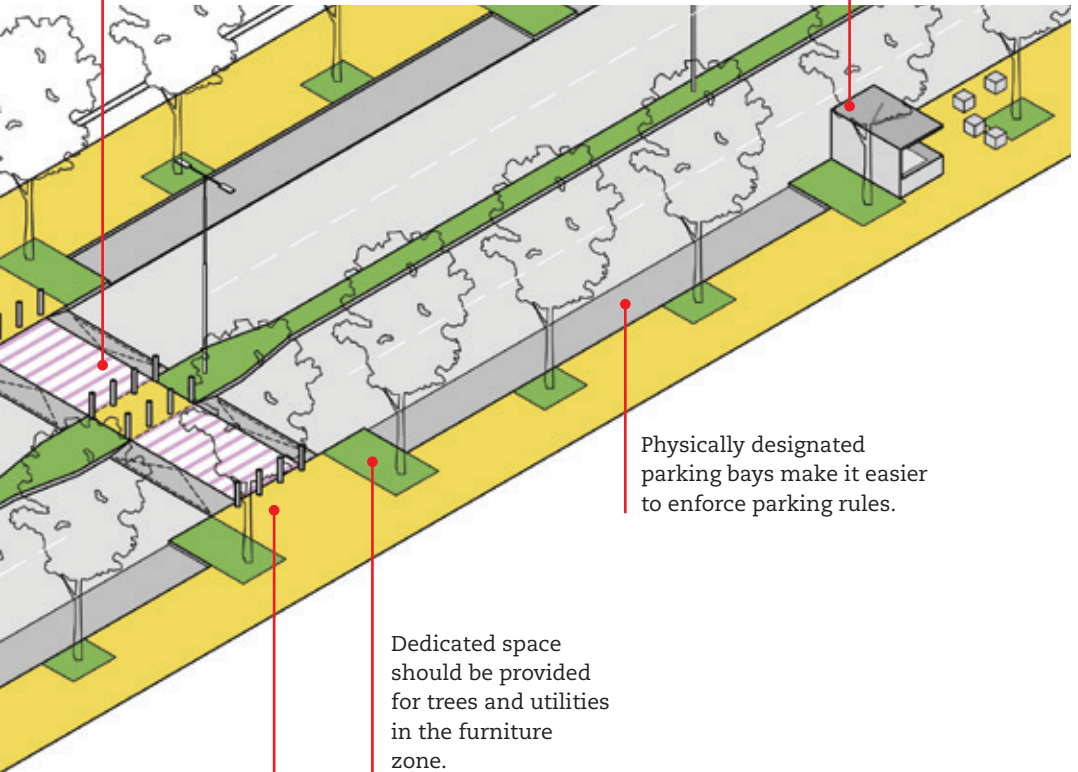 Physically designated
parking bays make it easier
to enforce parking rules.
Dedicated space
should be provided
for trees and utilities
in the furniture
zone.